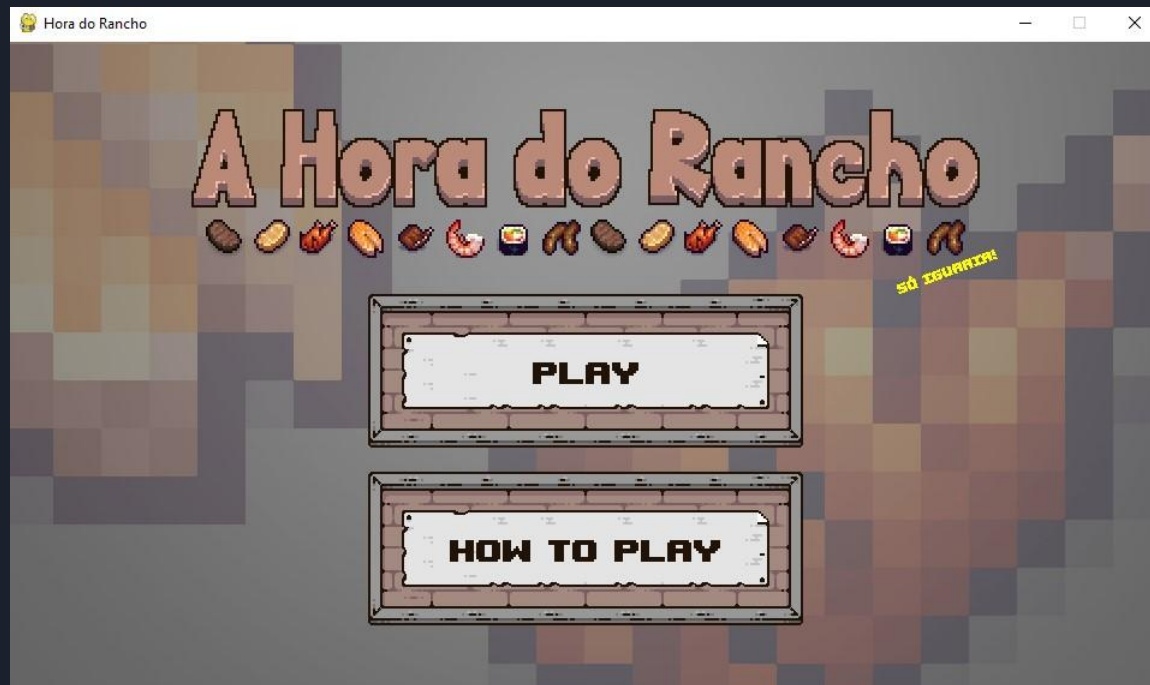 Hora do Rancho
A Hora do Rancho
SÓ IGUARIA!
PLAY
HOW TO PLAY